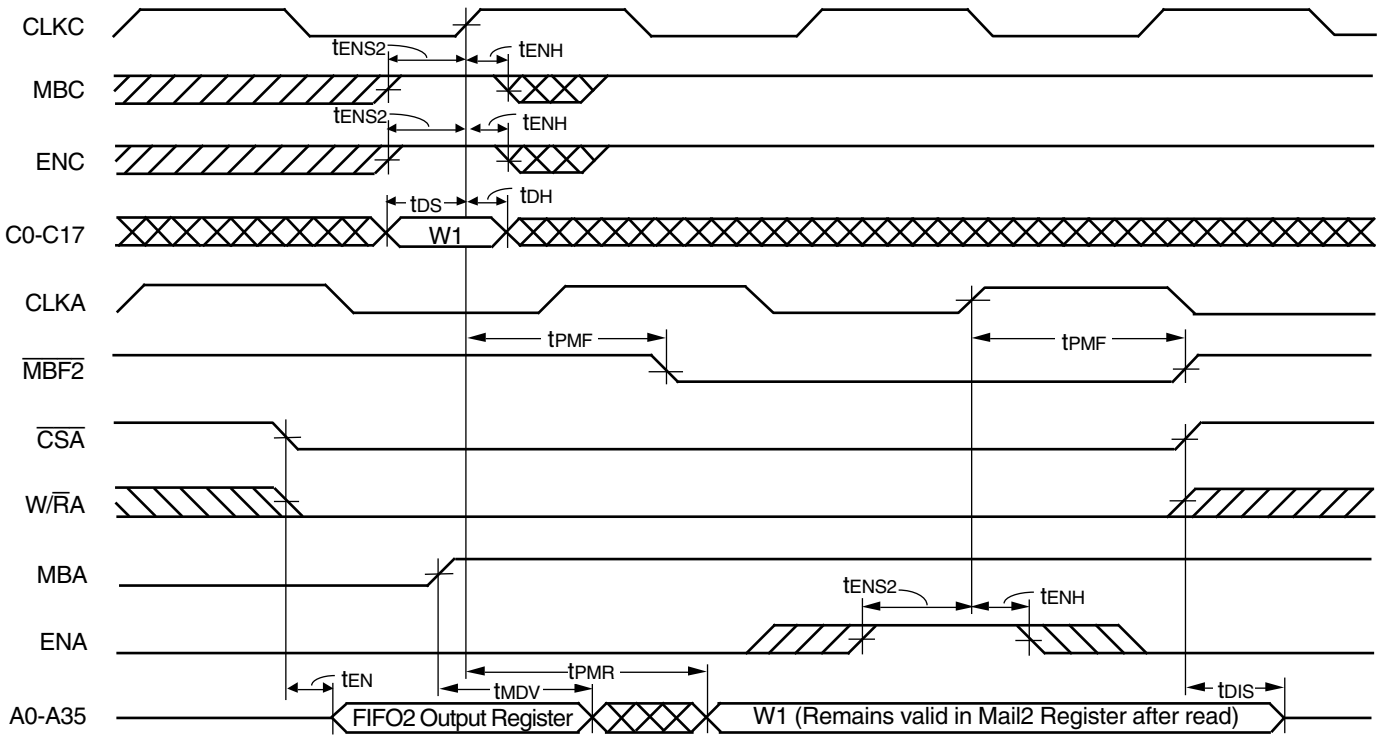 CLKC
tENS2 tENH
MBC
tENS2 tENH
ENC
tDS tDH
C0-C17 W1
CLKA
tPMF tPMF
MBF2
CSA
W/RA
MBA
tENS2 tENH
ENA
tEN tMDV tPMR tDIS
A0-A35 FIFO2 Output Register W1 (Remains valid in Mail2 Register after read)